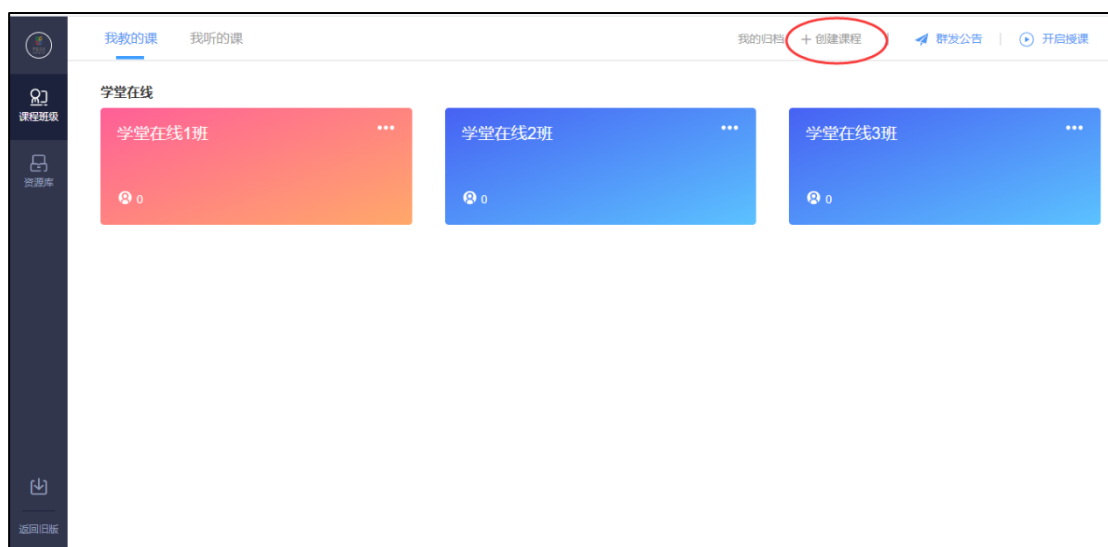 我教的课 我听的课 我的归档 + 创建课程 群发公告 开启授课
课程班级
资源库
返回旧版
学堂在线
学堂在线1班 ... 学堂在线2班 ... 学堂在线3班 ...
0 0 0